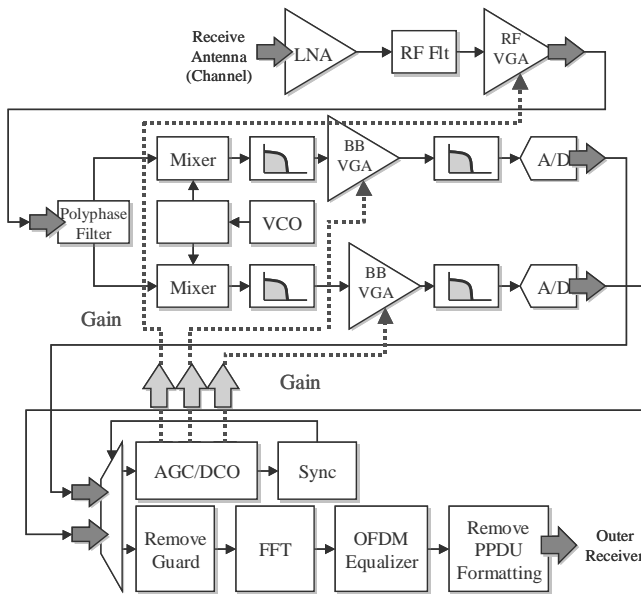 Receive
Antenna
(Channel)
LNA
RF Flt
RF
VGA
Polyphase
Filter
Mixer
BB
VGA
A/D
VCO
Mixer
BB
VGA
A/D
Gain
Gain
AGC/DCO
Sync
Remove
Guard
FFT
OFDM
Equalizer
Remove
PPDU
Formatting
Outer
Receiver